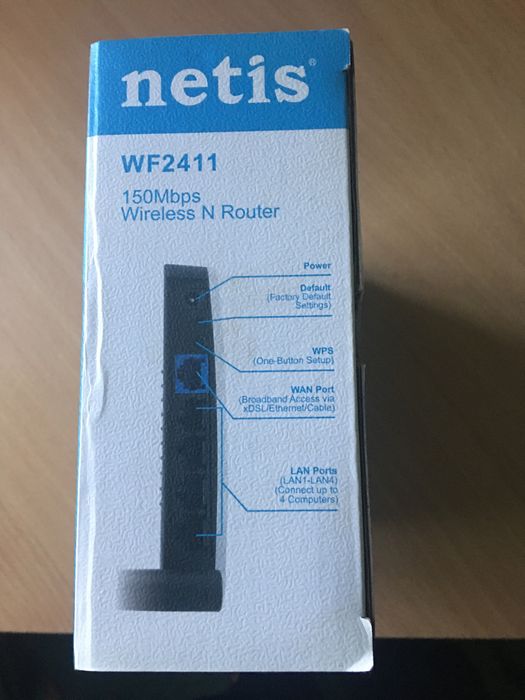 netis®
WF2411
150Mbps
Wireless N Router
Power
Default
(Factory Default
Settings)
WPS
(One-Button Setup)
WAN Port
(Broadband Access via
xDSL/Ethernet/Cable)
LAN Ports
(LAN1-LAN4)
(Connect up to
4 Computers)